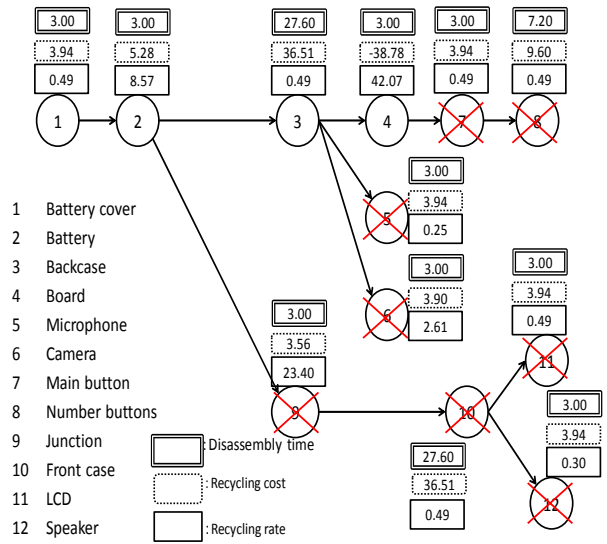 3.00 3.00 27.60 3.00 3.00 7.20
3.94 5.28 36.51 -38.78 3.94 9.60
0.49 8.57 0.49 42.07 0.49 0.49
1 2 3 4 7 8
3.00
3.94
5
0.25
3.00
3.90
6
2.61
3.00
3.94
0.49
11
3.00
3.56
23.40
9
10
27.60
36.51
0.49
3.00
3.94
0.30
12
1 Battery cover
2 Battery
3 Backcase
4 Board
5 Microphone
6 Camera
7 Main button
8 Number buttons
9 Junction
10 Front case
11 LCD
12 Speaker
: Disassembly time
: Recycling cost
: Recycling rate